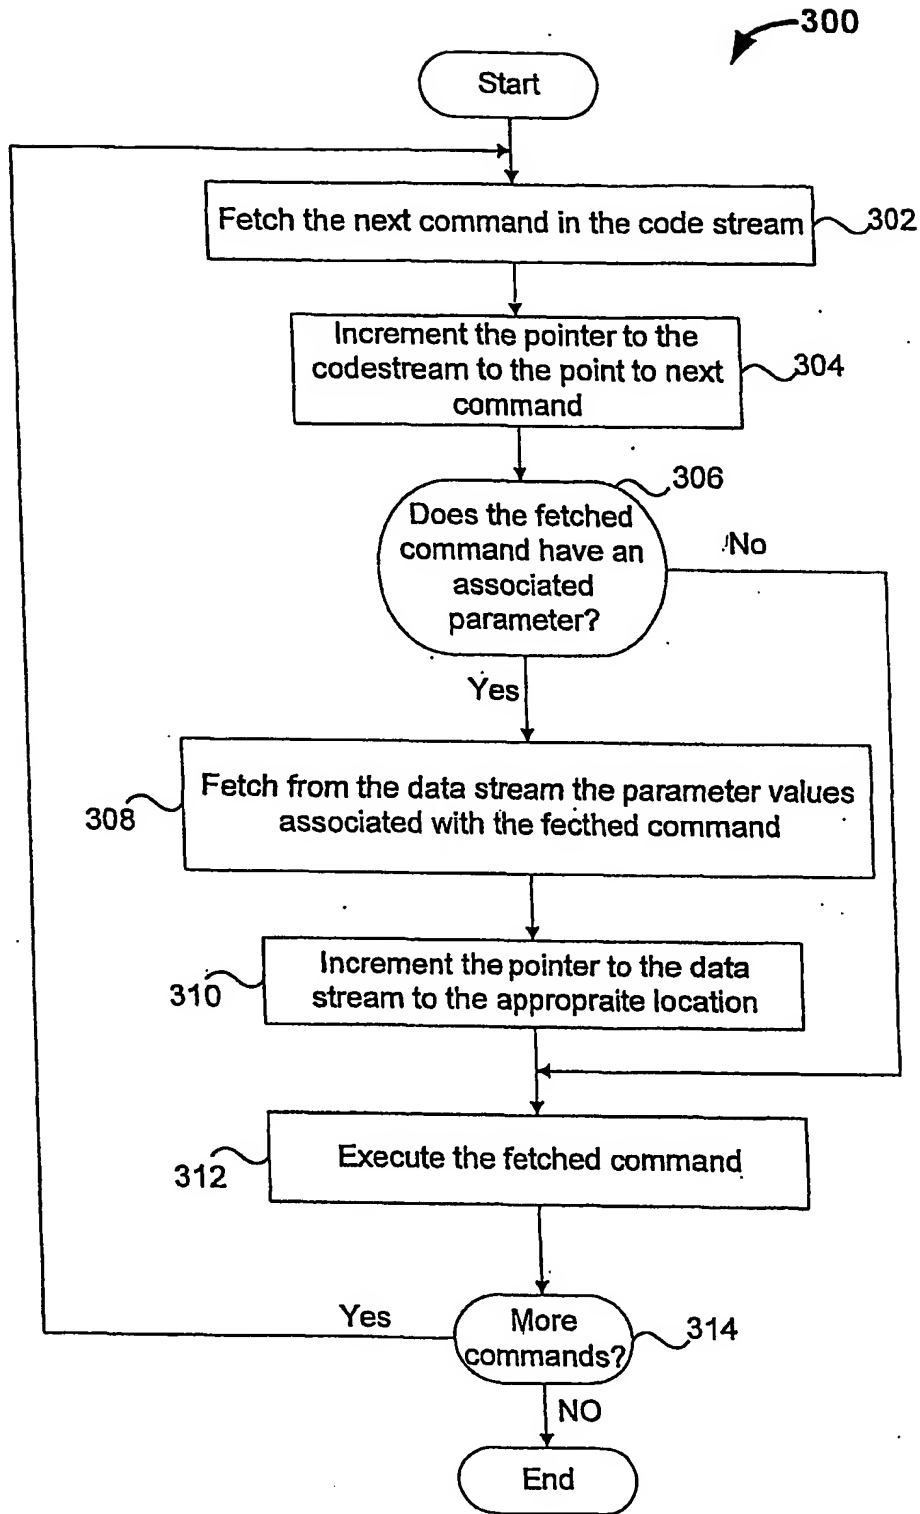 300
Start
Fetch the next command in the code stream
302
Increment the pointer to the
codestream to the point to next
command
304
306
Does the fetched
command have an
associated
parameter?
No
Yes
Fetch from the data stream the parameter values
associated with the fecthed command
308
Increment the pointer to the data
stream to the appropraite location
310
Execute the fetched command
312
Yes
More
commands?
314
NO
End